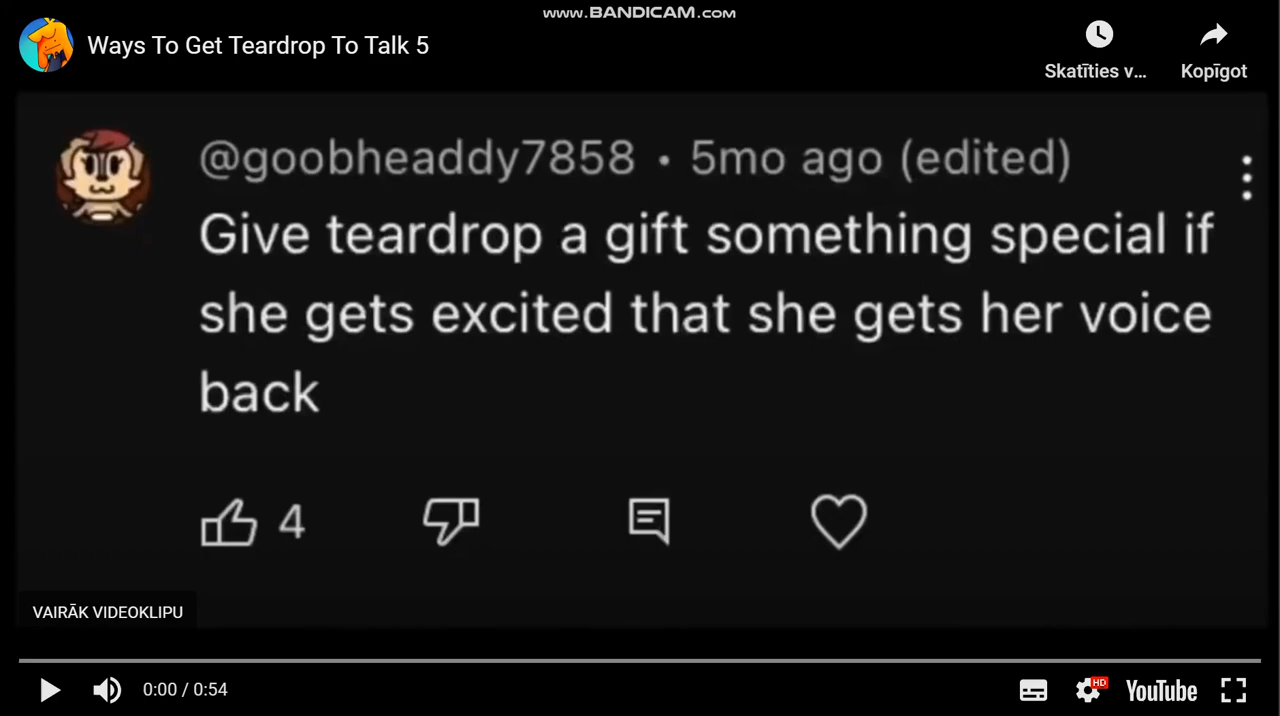 www.BANDICAM.com
Ways To Get Teardrop To Talk 5
Skatīties v...
Kopīgot
@goobheaddy7858 • 5mo ago (edited)
Give teardrop a gift something special if
she gets excited that she gets her voice
back
4
VAIRĀK VIDEOKLIPU
0:00 / 0:54
HD
YouTube